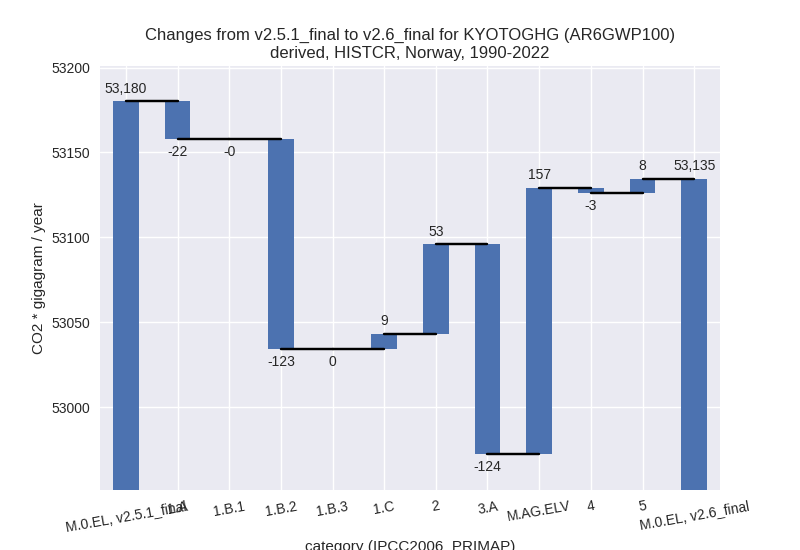 Changes from v2.5.1_final to v2.6_final for KYOTOGHG (AR6GWP100)
derived, HISTCR, Norway, 1990-2022
53200
53150
53100
53050
53000
CO2 * gigagram / year
53,180
-22
-0
-123
0
9
53
-124
157
-3
8
53,135
M.0.EL, v2.5.1_final
1.A
1.B.1
1.B.2
1.B.3
1.C
2
3.A
M.AG.ELV
4
5
M.0.EL, v2.6_final
category (IPCC2006_PRIMAP)